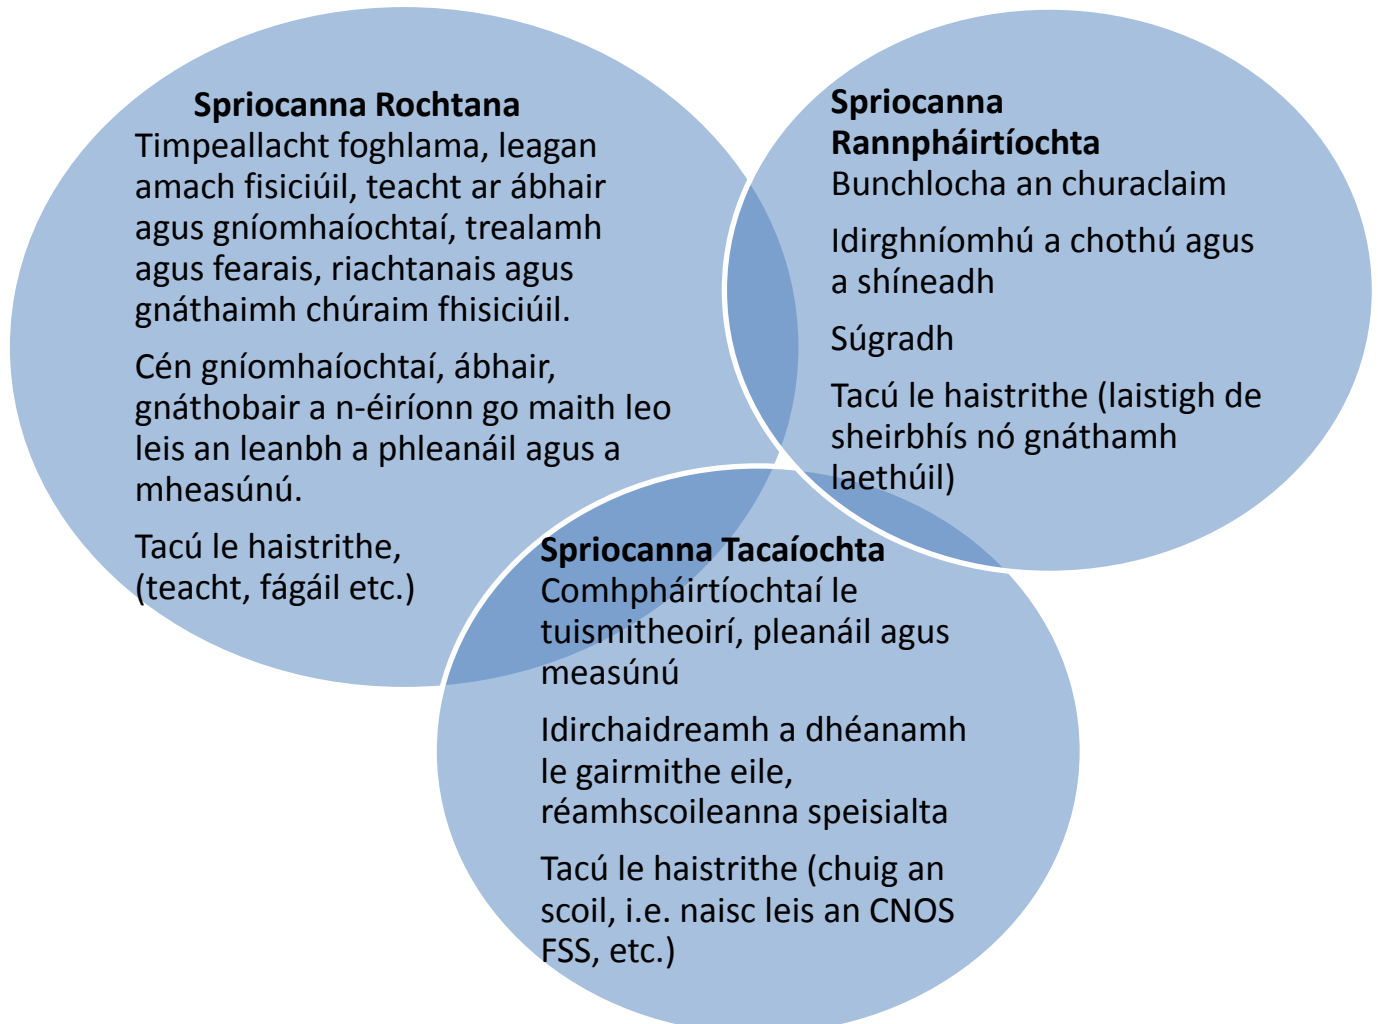 Spriocanna Rochtana
Timpeallacht foghlama, leagan
amach fisiciúil, teacht ar ábhair
agus gníomhaíochtaí, trealamh
agus fearais, riachtanais agus
gnáthaimh chúraim fhisiciúil.
Cén gníomhaíochtaí, ábhair,
gnáthobair a n-éiríonn go maith leo
leis an leanbh a phleanáil agus a
mheasúnú.
Tacú le haistrithe,
(teacht, fágáil etc.)
Spriocanna
Rannpháirtíochta
Bunchlocha an churaclaim
Idirghníomhú a chothú agus
a shíneadh
Súgradh
Tacú le haistrithe (laistigh de
sheirbhís nó gnáthamh
laethúil)
Spriocanna Tacaíochta
Comhpháirtíochtaí le
tuismitheoirí, pleanáil agus
measúnú
Idirchaidreamh a dhéanamh
le gairmithe eile,
réamhscoileanna speisialta
Tacú le haistrithe (chuig an
scoil, i.e. naisc leis an CNOS
FSS, etc.)